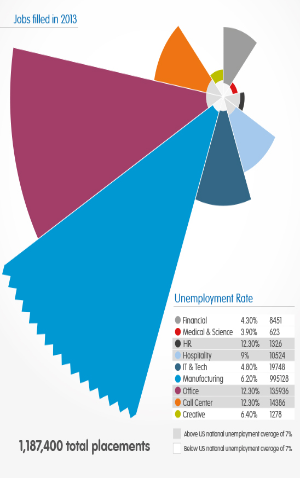 Jobs filled in 2013
Unemployment Rate
Financial 4.30% 8451
Medical & Science 3.90% 623
HR 12.30% 1326
Hospitality 9% 10524
IT & Tech 4.80% 19748
Manufacturing 6.20% 995128
Office 12.30% 135936
Call Center 12.30% 14386
Creative 6.40% 1278
Above US national unemployment average of 7%
Below US national unemployment average of 7%
1,187,400 total placements